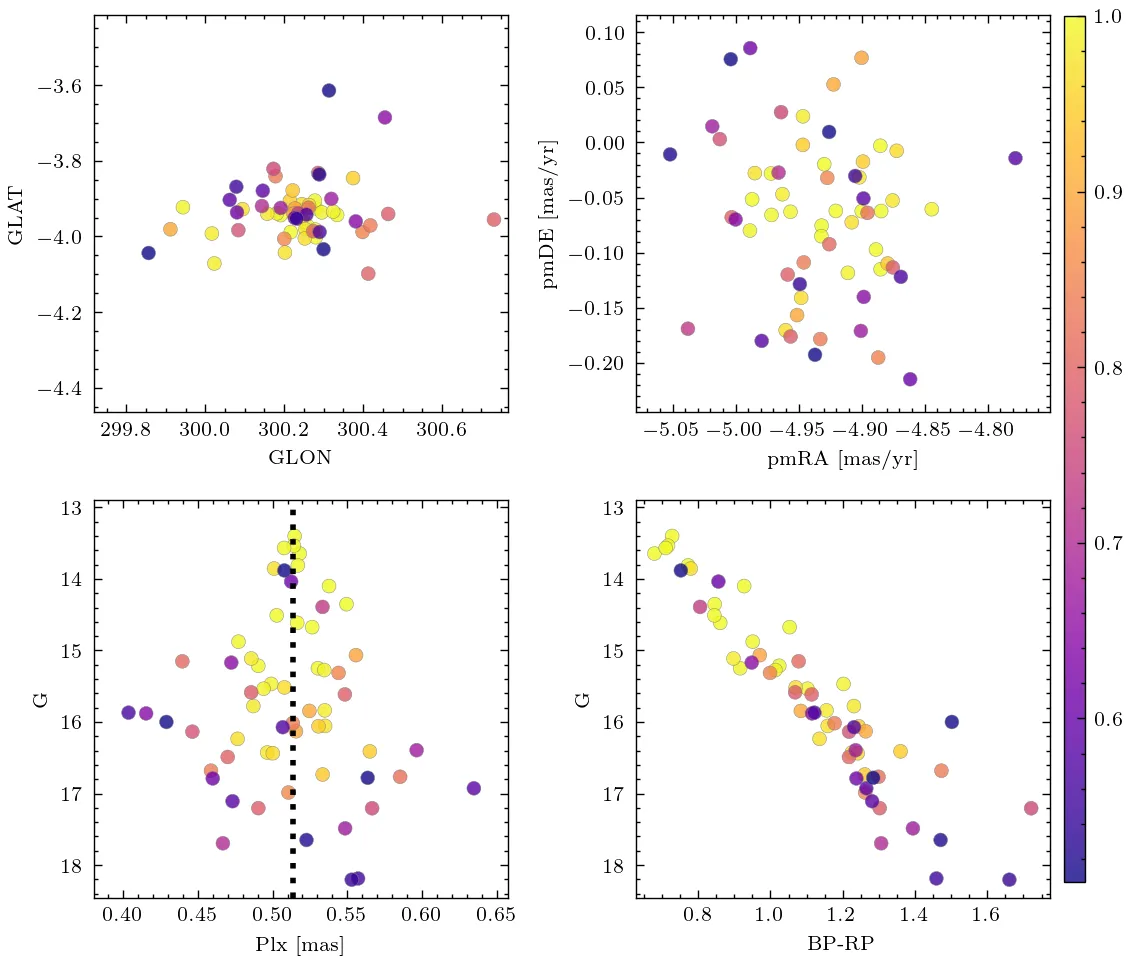 −3.6
−3.8
−4.0
−4.2
−4.4
GLAT
299.8 300.0 300.2 300.4 300.6
GLON
0.10
0.05
0.00
−0.05
−0.10
−0.15
−0.20
pmDE [mas/yr]
−5.05 −5.00 −4.95 −4.90 −4.85 −4.80
pmRA [mas/yr]
1.0
0.9
0.8
0.7
0.6
13
14
15
16
17
18
G
0.40 0.45 0.50 0.55 0.60 0.65
Plx [mas]
13
14
15
16
17
18
G
0.8 1.0 1.2 1.4 1.6
BP-RP